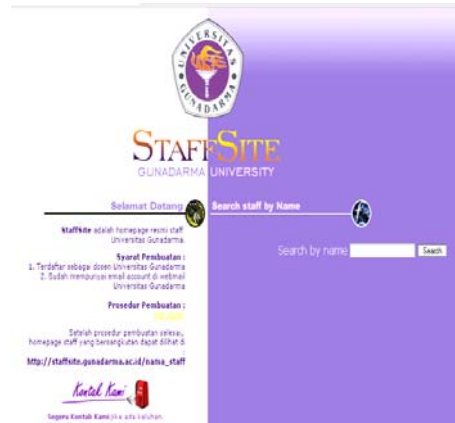 UNIVERSITAS
GUNADARMA
STAFFSITE
GUNADARMA UNIVERSITY
Selamat Datang
StaffSite adalah homepage resmi staff
Universitas Gunadarma.
Syarat Pembuatan :
1. Terdaftar sebagai dosen Universitas Gunadarma
2. Sudah mempunyai email account di webmail
Universitas Gunadarma
Prosedur Pembuatan :
Setelah prosedur pembuatan selesai,
homepage staff yang bersangkutan dapat dilihat di
http://staffsite.gunadarma.ac.id/nama_staff
Kontak Kami
Segera Kontak Kami jika ada keluhan.
Search staff by Name
Search by name
Search